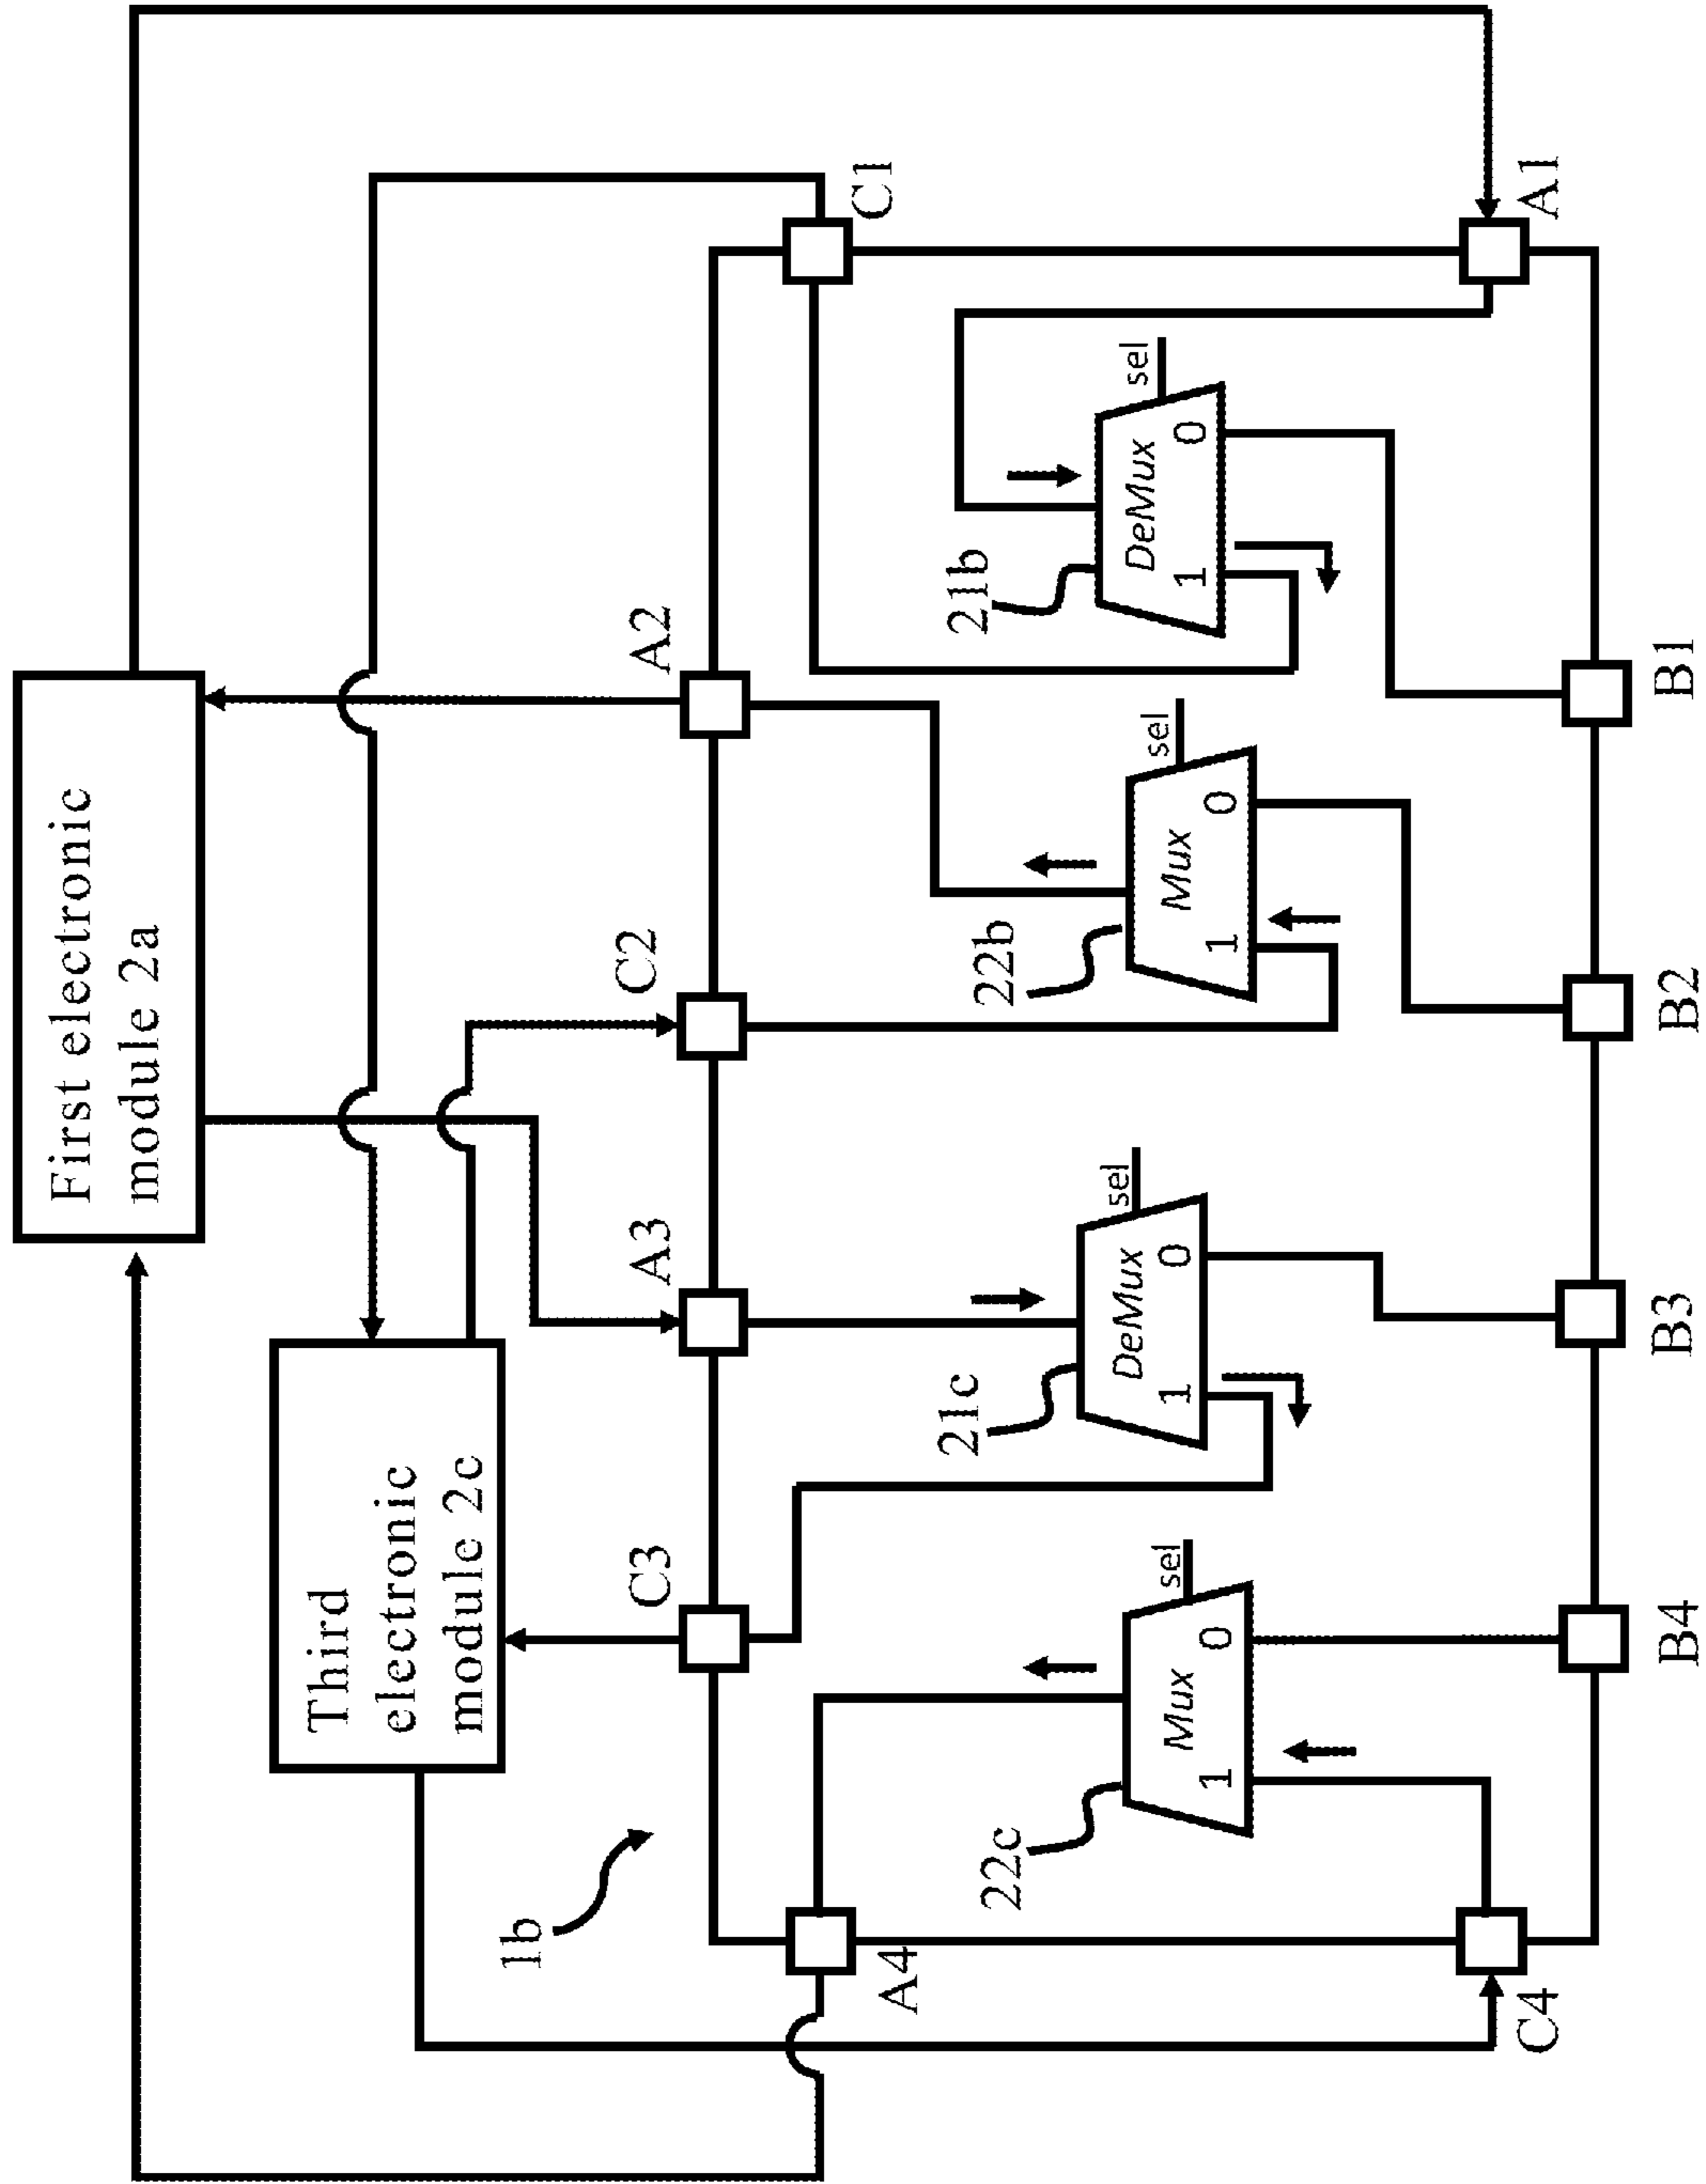 First electronic
module 2a
Third
electronic
module 2c
1b
A4
C3
A3
C2
A2
C1
22c
Mux
1
0
sel
21c
DeMux
1
0
sel
22b
Mux
1
0
sel
21b
DeMux
1
0
sel
C4
B4
B3
B2
B1
A1